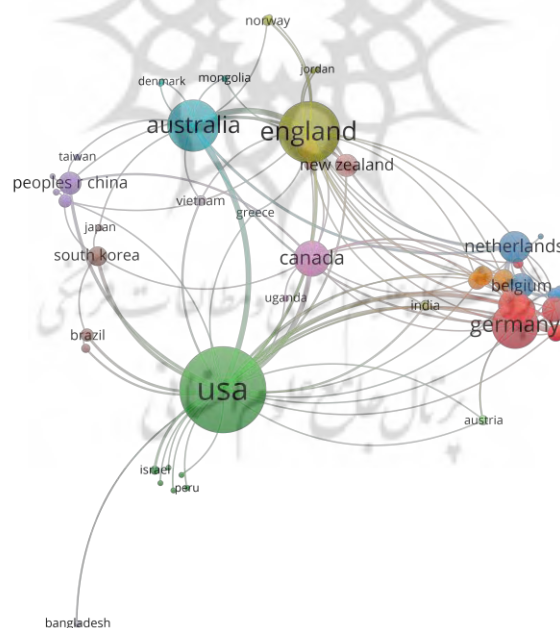 norway
jordan
denmark
mongolia
australia
england
taiwan
new zealand
peoples r china
vietnam
greece
japan
netherlands
south korea
canada
belgium
uganda
india
germany
brazil
usa
austria
israel
peru
bangladesh